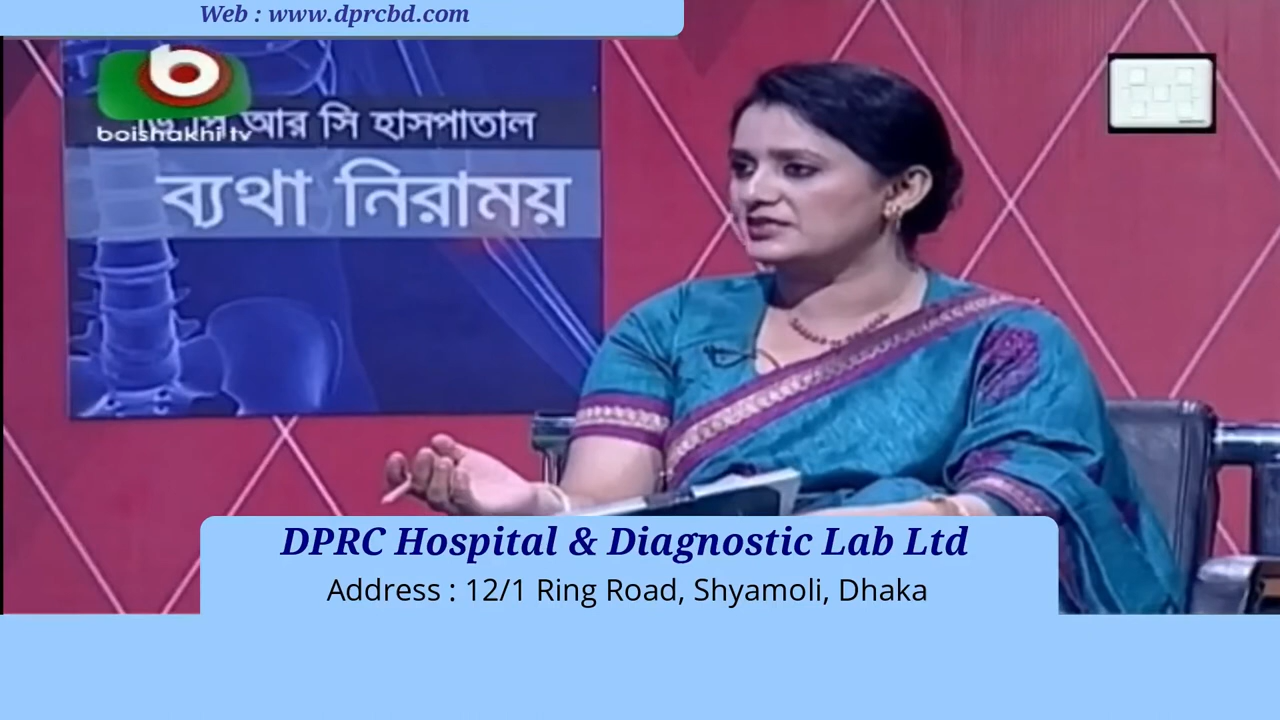 Web : www.dprcbd.com
boishakhi tv
আর সি হাসপাতাল
ব্যথা নিরাময়
DPRC Hospital & Diagnostic Lab Ltd
Address : 12/1 Ring Road, Shyamoli, Dhaka